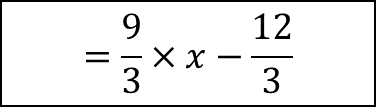 = 9/3 × x − 12/3